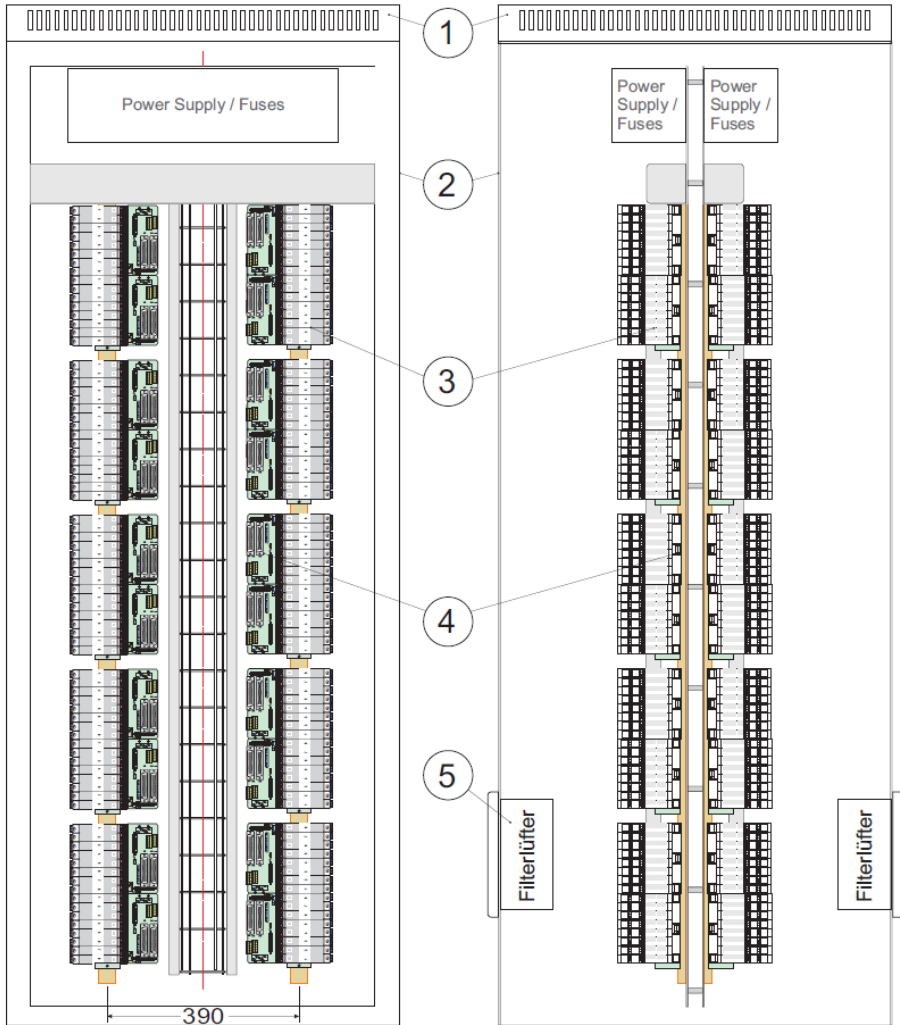 1
Power Supply / Fuses
Power
Supply /
Fuses
Power
Supply /
Fuses
2
3
4
5
Filterlüfter
Filterlüfter
390